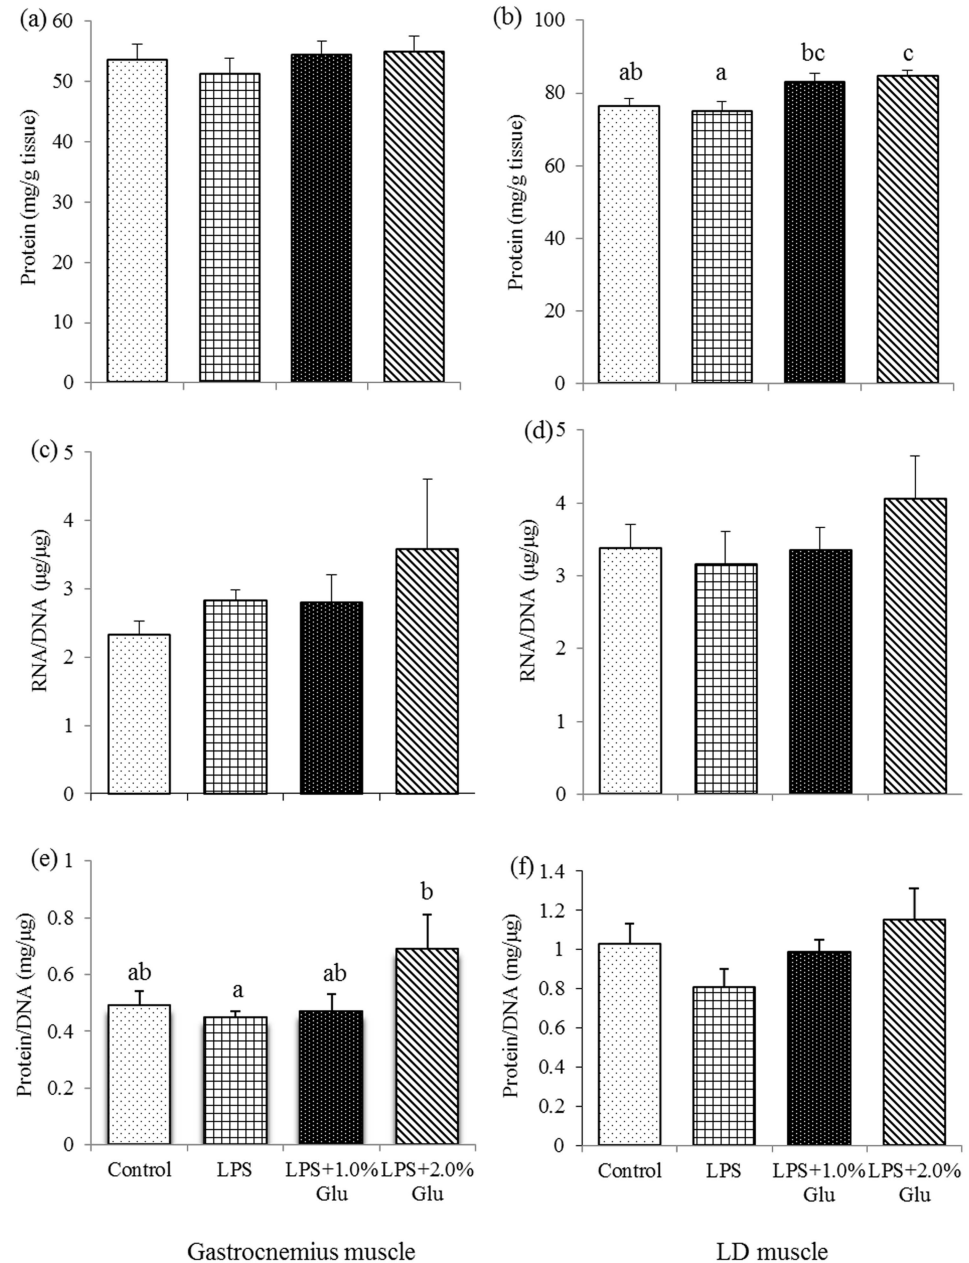 (a)
60
50
40
30
20
10
0
Protein (mg/g tissue)
(b)
100
80
60
40
20
0
Protein (mg/g tissue)
ab
a
bc
c
(c)
5
4
3
2
1
0
RNA/DNA (μg/μg)
(d)
5
4
3
2
1
0
RNA/DNA (μg/μg)
(e)
1
0.8
0.6
0.4
0.2
0
Protein/DNA (mg/μg)
ab
a
ab
b
Control
LPS
LPS+1.0%
Glu
LPS+2.0%
Glu
Gastrocnemius muscle
(f)
1.4
1.2
1
0.8
0.6
0.4
0.2
0
Protein/DNA (mg/μg)
Control
LPS
LPS+1.0%
Glu
LPS+2.0%
Glu
LD muscle